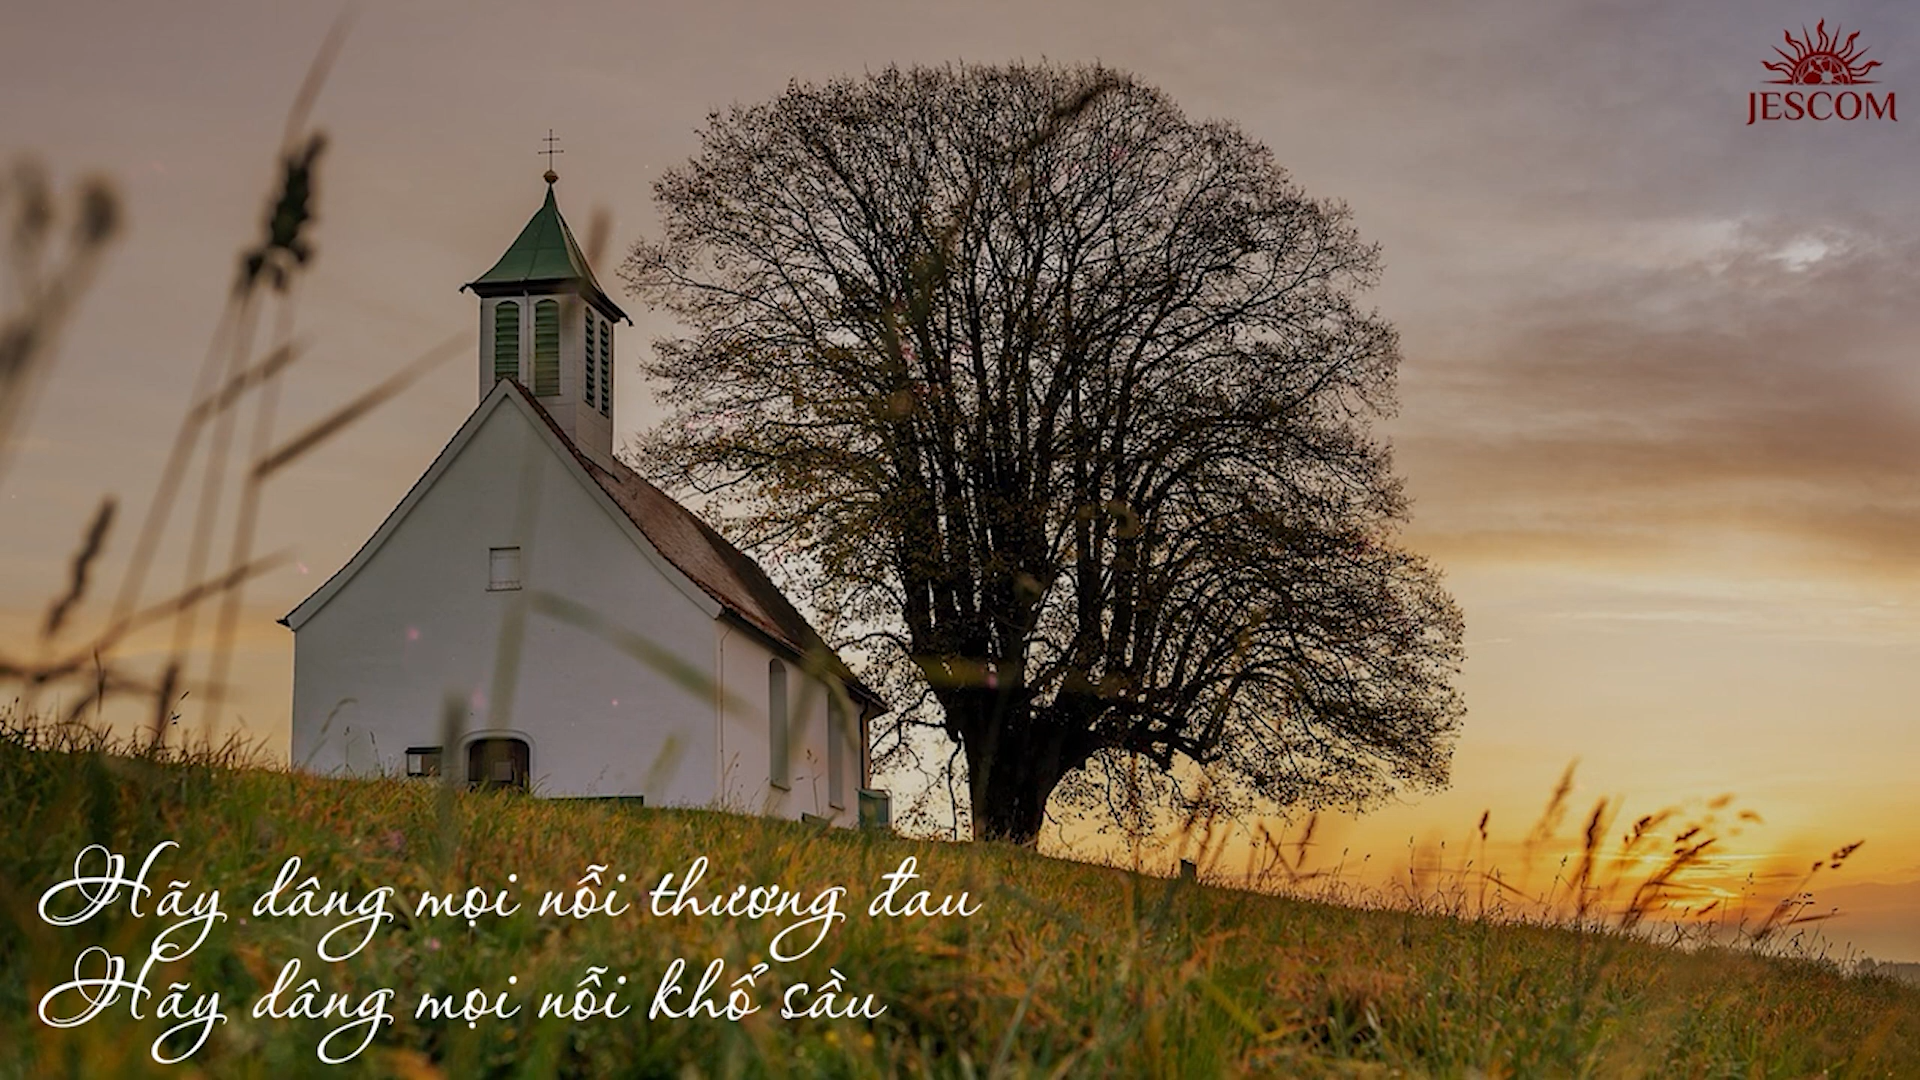 JESCOM
Hãy dâng mọi nỗi thương đau
Hãy dâng mọi nỗi khổ sầu